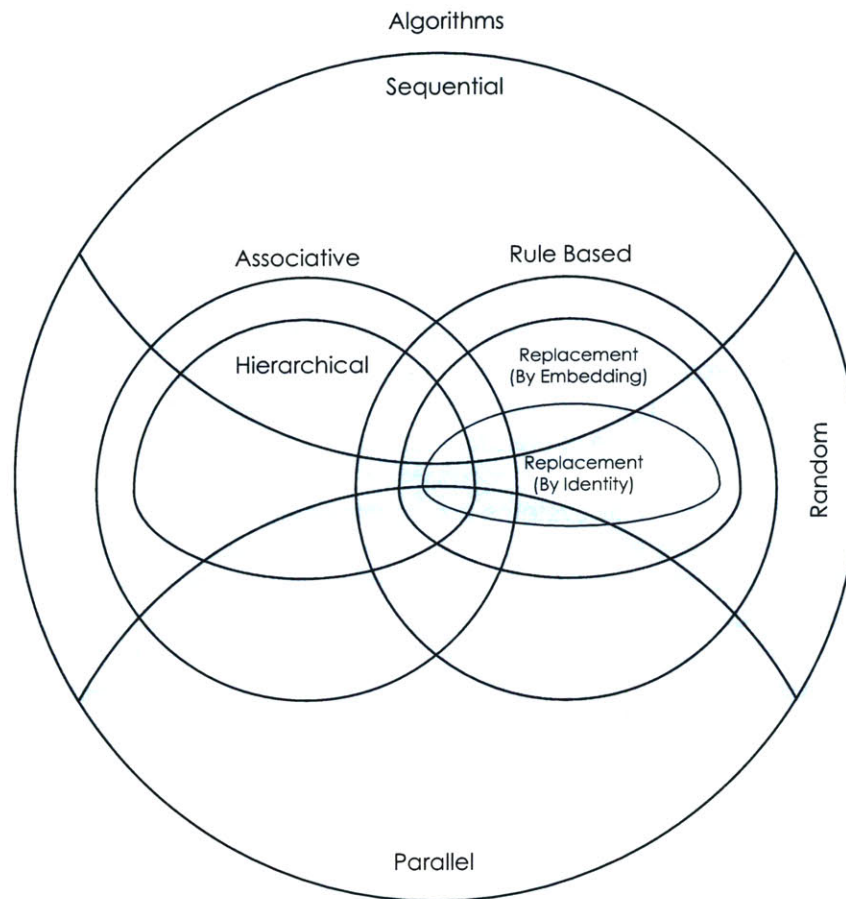 Algorithms
Sequential
Associative
Rule Based
Hierarchical
Replacement
(By Embedding)
Replacement
(By Identity)
Random
Parallel